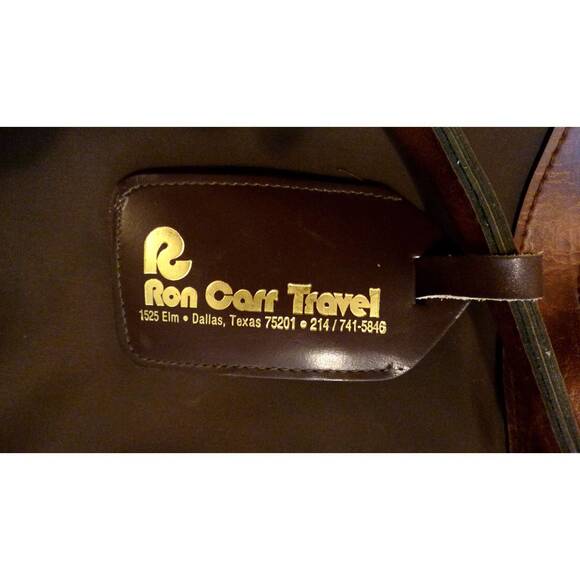 R
Ron Carr Travel
1525 Elm • Dallas, Texas 75201 • 214 / 741-5846